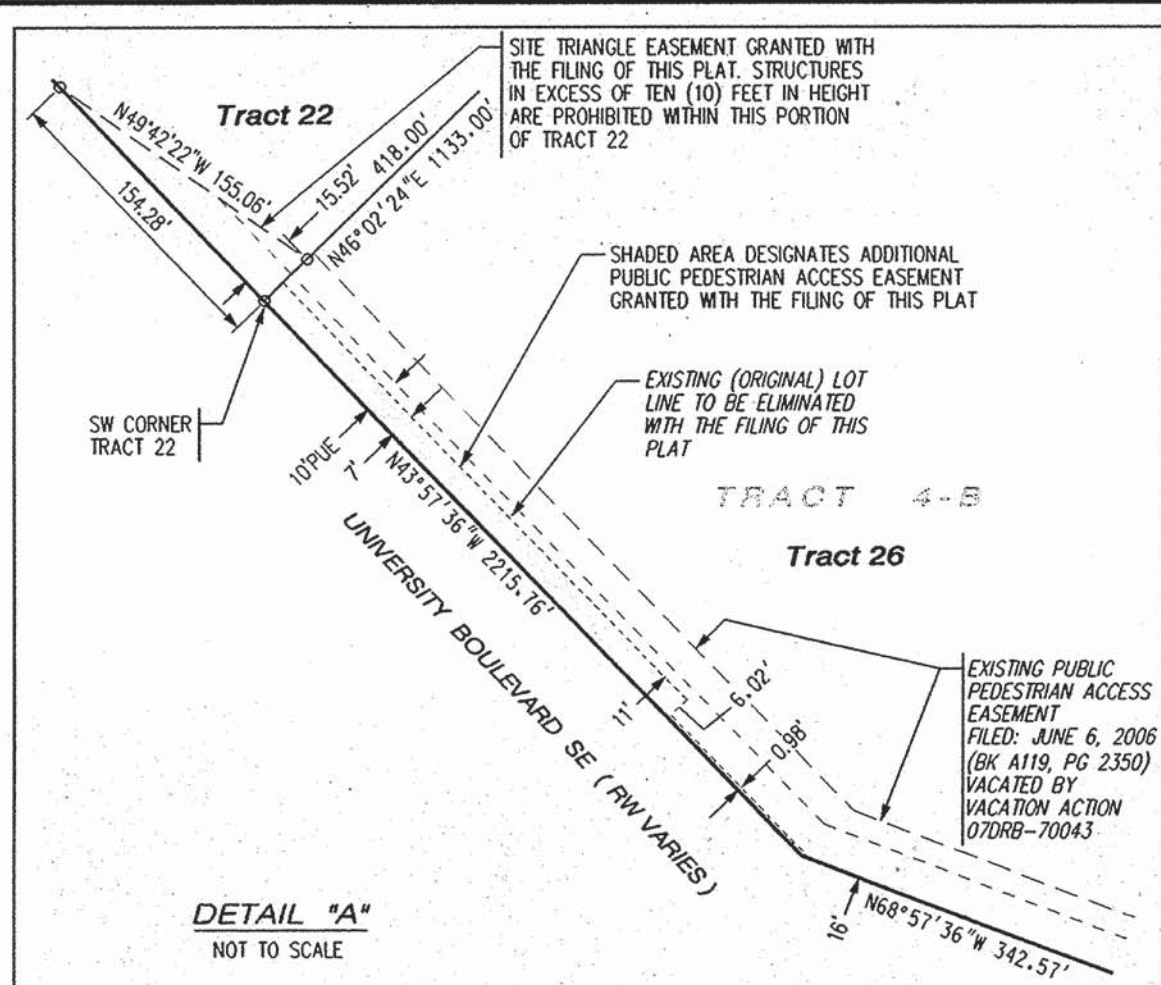 SITE TRIANGLE EASEMENT GRANTED WITH
THE FILING OF THIS PLAT. STRUCTURES
IN EXCESS OF TEN (10) FEET IN HEIGHT
ARE PROHIBITED WITHIN THIS PORTION
OF TRACT 22
Tract 22
N49°42'22"W 155.06'
154.28'
15.52' 418.00'
N46°02'24"E 1133.00'
SHADED AREA DESIGNATES ADDITIONAL
PUBLIC PEDESTRIAN ACCESS EASEMENT
GRANTED WITH THE FILING OF THIS PLAT
EXISTING (ORIGINAL) LOT
LINE TO BE ELIMINATED
WITH THE FILING OF THIS
PLAT
SW CORNER
TRACT 22
10'PUE
7'
N43°57'36"W 2215.76'
TRACT 4-B
Tract 26
UNIVERSITY BOULEVARD SE (RW VARIES)
11'
6.02'
0.98'
EXISTING PUBLIC
PEDESTRIAN ACCESS
EASEMENT
FILED: JUNE 6, 2006
(BK A119, PG 2350)
VACATED BY
VACATION ACTION
07DRB-70043
16'
N68°57'36"W 342.57'
DETAIL "A"
NOT TO SCALE